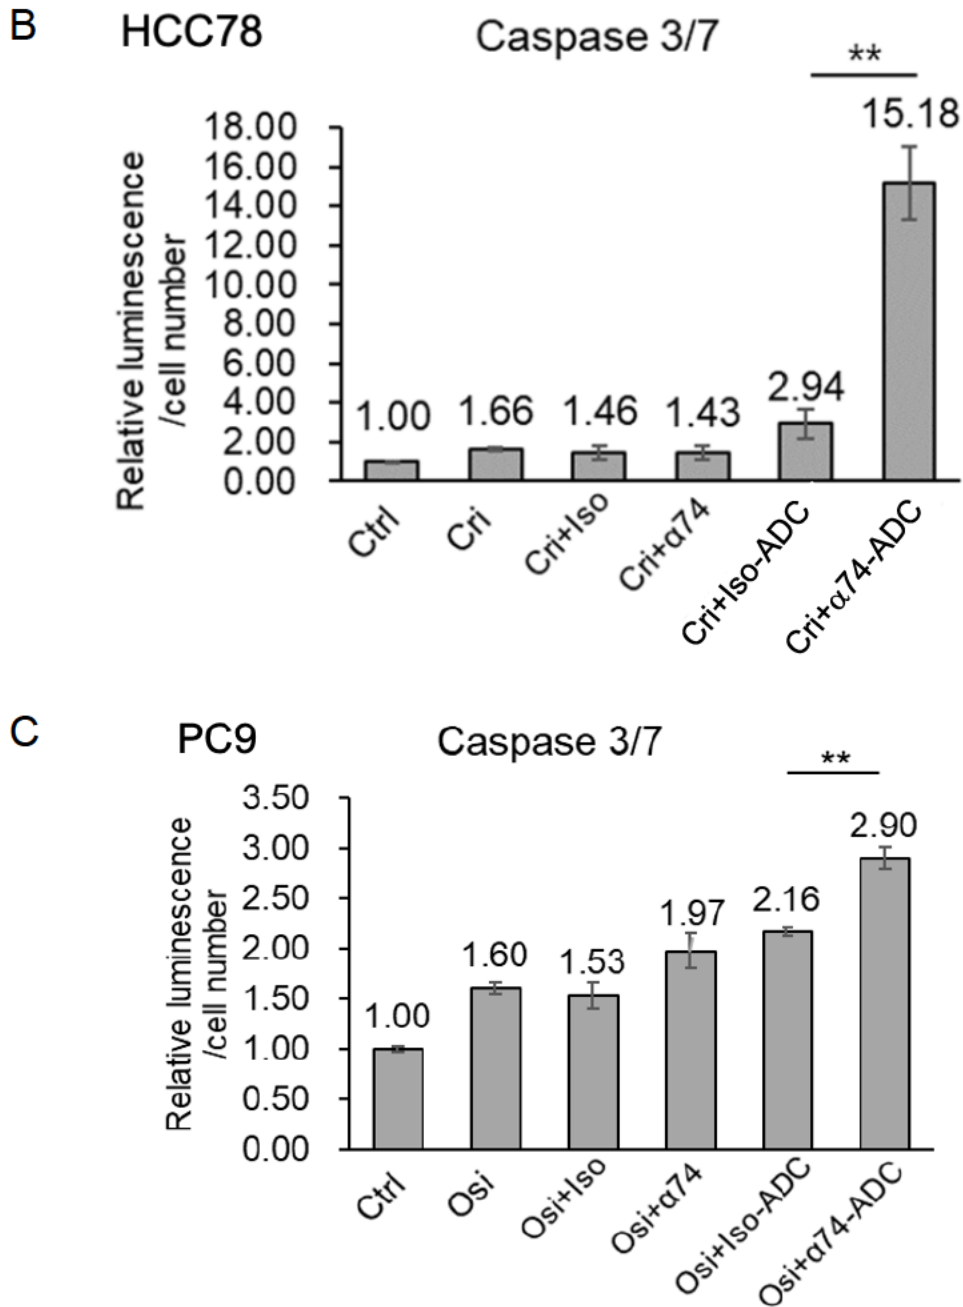 B
HCC78
Caspase 3/7
**
15.18
18.00
16.00
14.00
12.00
10.00
8.00
6.00
4.00
2.00
0.00
Relative luminescence
/cell number
1.00
1.66
1.46
1.43
2.94
Ctrl
Cri
Cri+Iso
Cri+α74
Cri+Iso-ADC
Cri+α74-ADC
C
PC9
Caspase 3/7
**
3.50
3.00
2.50
2.00
1.50
1.00
0.50
0.00
Relative luminescence
/cell number
1.00
1.60
1.53
1.97
2.16
2.90
Ctrl
Osi
Osi+Iso
Osi+α74
Osi+Iso-ADC
Osi+α74-ADC